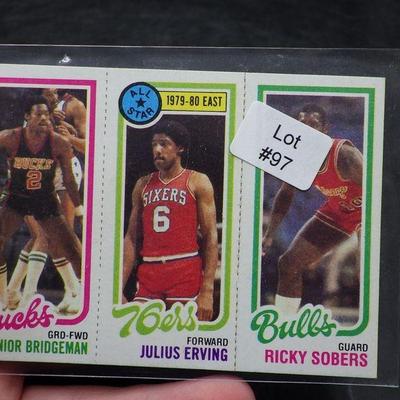 ALL
STAR
1979-80 EAST
Lot
#97
BUCKS
2
SIXERS
6
ucks
GRD-FWD
NIOR BRIDGEMAN
76ers
FORWARD
JULIUS ERVING
Bulls
GUARD
RICKY SOBERS